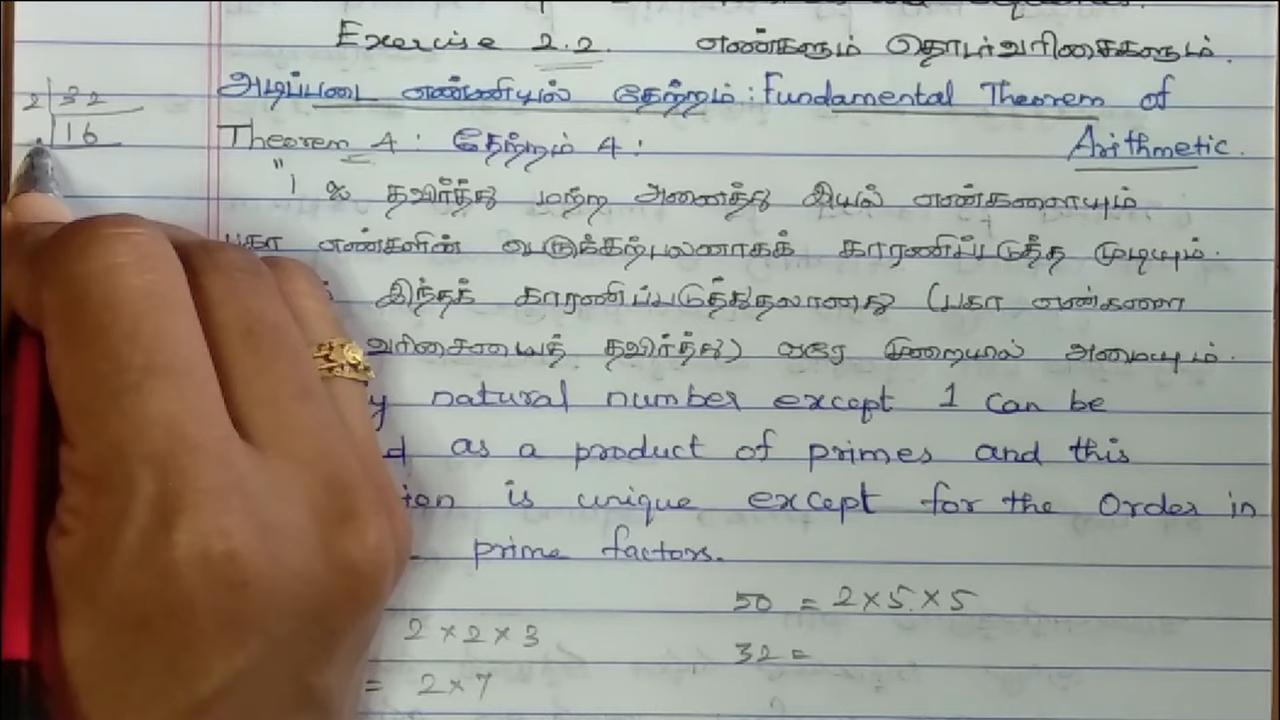 Exercise 2.2. எண்களும் தொடர்வரிசைகளும்.
அடிப்படை எண்ணியல் தேற்றம்: Fundamental Theorem of
Arithmetic.
Theorem 4: தேற்றம் 4:
"1" ஐ தவிர்த்து மற்ற அனைத்து இயல் எண்களையும்
பகா எண்களின் பெருக்கற்பலனாகக் காரணிப்படுத்த முடியும்.
இந்தக் காரணிப்படுத்துதலானது (பகா எண்களை
வரிசையைத் தவிர்த்து) ஒரே முறையில் அமையும்.
natural number except 1 can be
as a product of primes and this
is unique except for the Order in
prime factors.
50 = 2×5×5
2×2×3
32 =
= 2×7
2 32
16